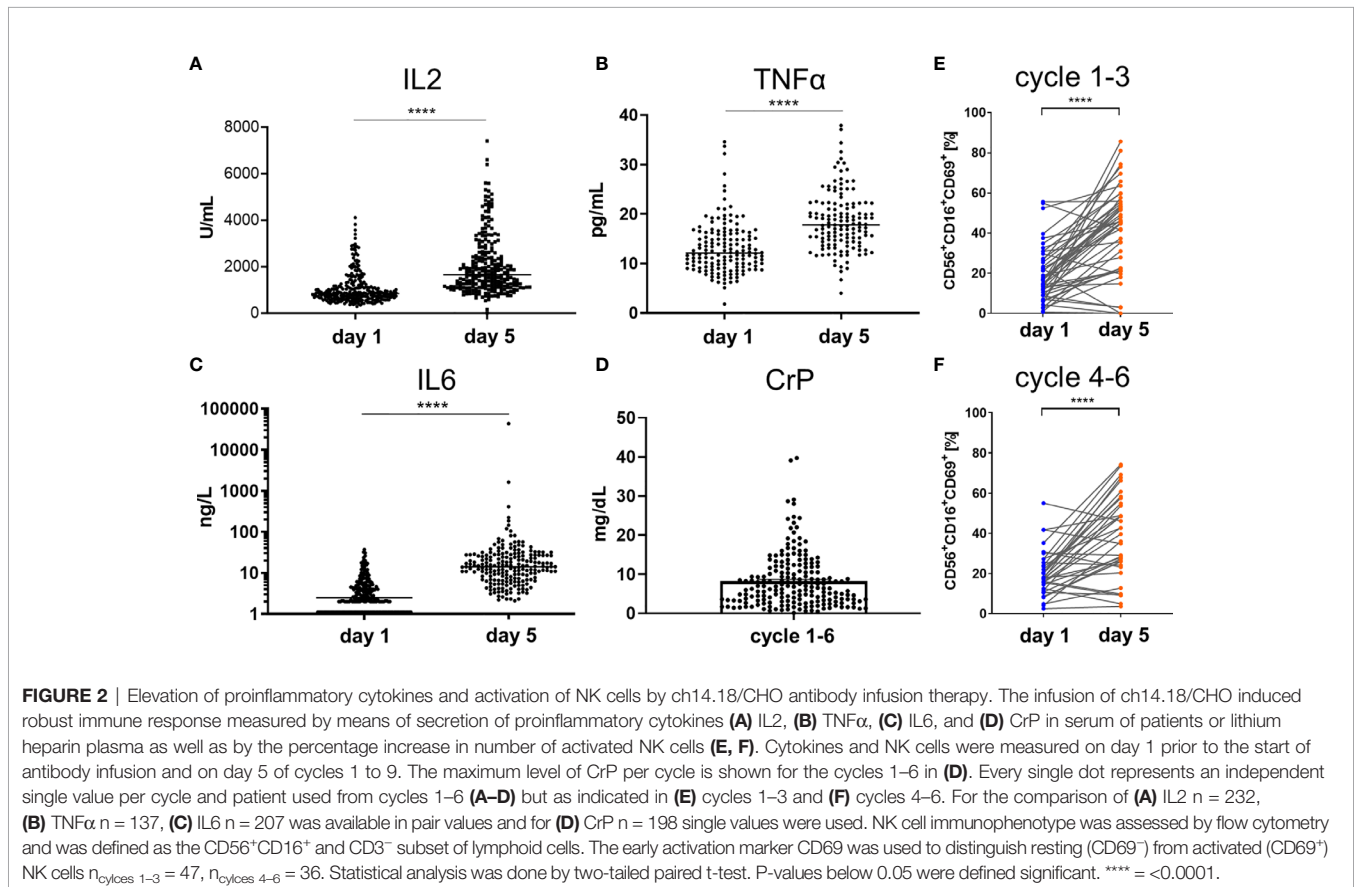 A
IL2
****
8000
6000
4000
2000
0
U/mL
day 1
day 5
B
TNFα
****
40
30
20
10
0
pg/mL
day 1
day 5
E
cycle 1-3
****
100
80
60
40
20
0
CD56⁺CD16⁺CD69⁺ [%]
day 1
day 5
C
IL6
****
100000
10000
1000
100
10
1
ng/L
day 1
day 5
D
CrP
50
40
30
20
10
0
mg/dL
cycle 1-6
F
cycle 4-6
****
100
80
60
40
20
0
CD56⁺CD16⁺CD69⁺ [%]
day 1
day 5
FIGURE 2 | Elevation of proinflammatory cytokines and activation of NK cells by ch14.18/CHO antibody infusion therapy. The infusion of ch14.18/CHO induced
robust immune response measured by means of secretion of proinflammatory cytokines (A) IL2, (B) TNFα, (C) IL6, and (D) CrP in serum of patients or lithium
heparin plasma as well as by the percentage increase in number of activated NK cells (E, F). Cytokines and NK cells were measured on day 1 prior to the start of
antibody infusion and on day 5 of cycles 1 to 9. The maximum level of CrP per cycle is shown for the cycles 1–6 in (D). Every single dot represents an independent
single value per cycle and patient used from cycles 1–6 (A–D) but as indicated in (E) cycles 1–3 and (F) cycles 4–6. For the comparison of (A) IL2 n = 232,
(B) TNFα n = 137, (C) IL6 n = 207 was available in pair values and for (D) CrP n = 198 single values were used. NK cell immunophenotype was assessed by flow cytometry
and was defined as the CD56⁺CD16⁺ and CD3⁻ subset of lymphoid cells. The early activation marker CD69 was used to distinguish resting (CD69⁻) from activated (CD69⁺)
NK cells n cylces 1–3 = 47, n cylces 4–6 = 36. Statistical analysis was done by two-tailed paired t-test. P-values below 0.05 were defined significant. **** = <0.0001.